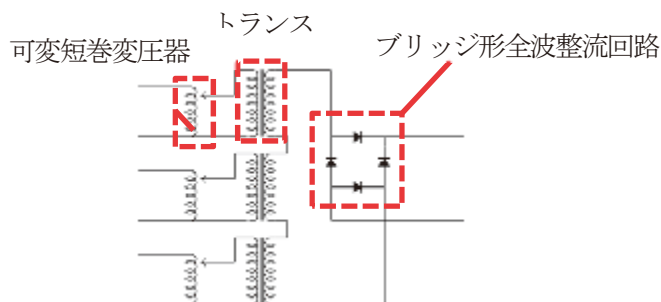 トランス
可変短巻変圧器
ブリッジ形全波整流回路